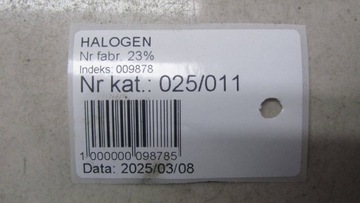 HALOGEN
Nr fabr. 23%
Indeks: 009878
Nr kat.: 025/011
1 000000 098785
Data: 2025/03/08